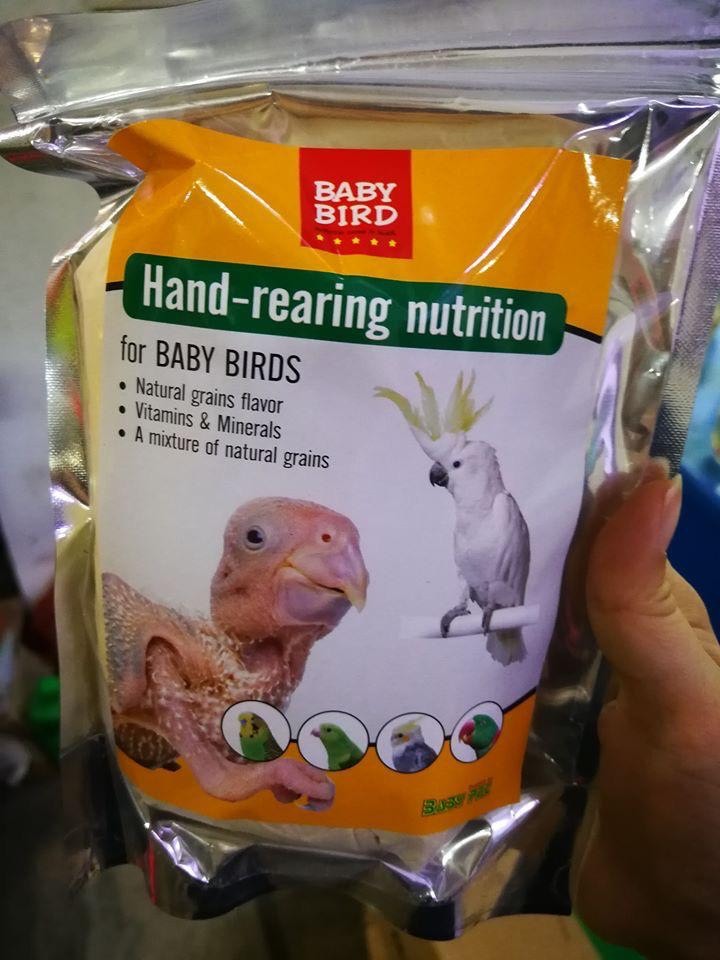 BABY
BIRD
Hand-rearing nutrition
for BABY BIRDS
• Natural grains flavor
• Vitamins & Minerals
• A mixture of natural grains